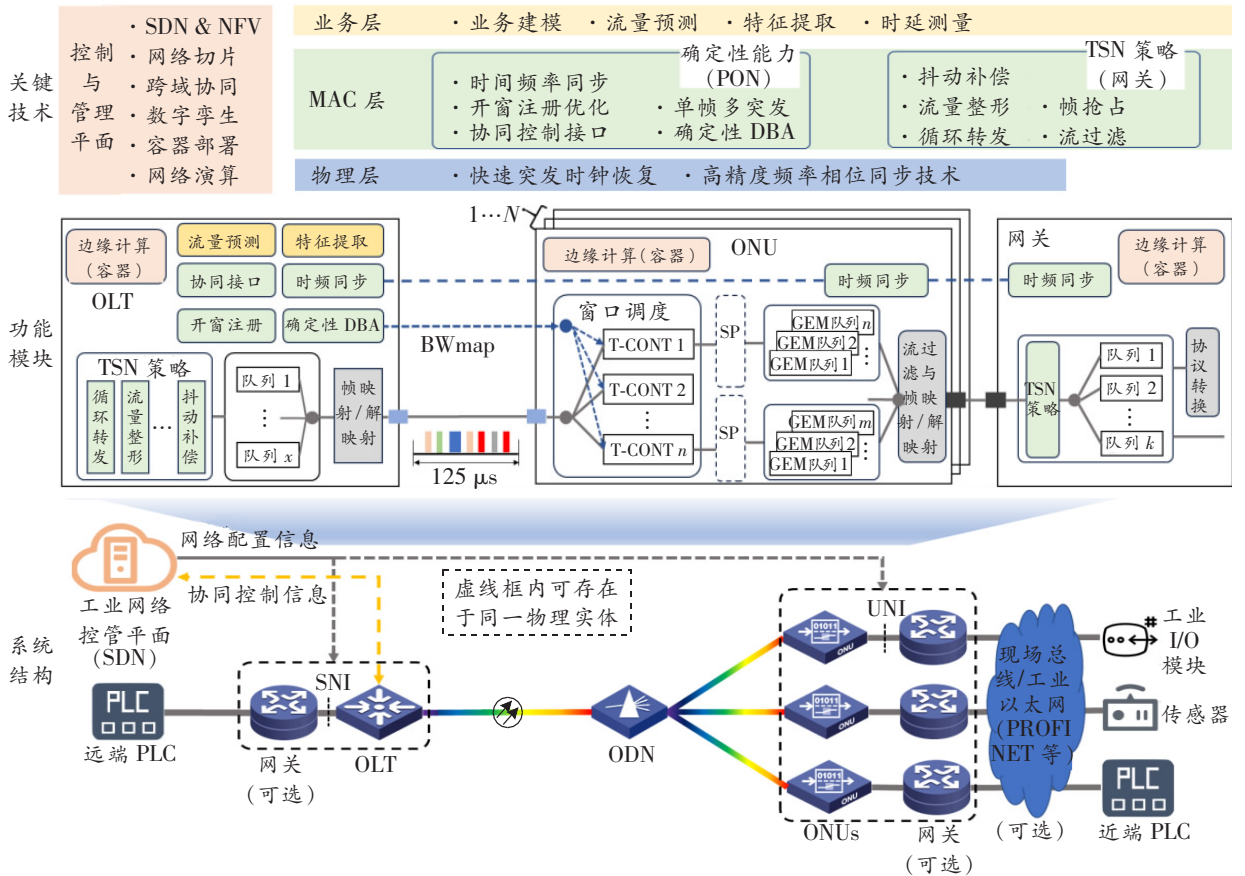 关键
技术
控制
与
管理
平面
· SDN & NFV
· 网络切片
· 跨域协同
· 数字孪生
· 容器部署
· 网络演算
业务层
· 业务建模
· 流量预测
· 特征提取
· 时延测量
MAC 层
确定性能力
(PON)
· 时间频率同步
· 开窗注册优化
· 单帧多突发
· 协同控制接口
· 确定性 DBA
TSN 策略
(网关)
· 抖动补偿
· 流量整形
· 帧抢占
· 循环转发
· 流过滤
物理层
· 快速突发时钟恢复
· 高精度频率相位同步技术
功能
模块
边缘计算
(容器)
OLT
流量预测
特征提取
协同接口
时频同步
开窗注册
确定性 DBA
TSN 策略
循环转发
流量整形
…
抖动补偿
队列 1
⋮
队列 x
帧映射/解映射
BWmap
125 μs
1⋯N
边缘计算(容器)
ONU
时频同步
窗口调度
T-CONT 1
T-CONT 2
⋮
T-CONT n
SP
SP
GEM队列n
GEM队列2
GEM队列1
⋮
GEM队列m
GEM队列2
GEM队列1
⋮
流过滤与帧映射/解映射
网关
边缘计算
(容器)
时频同步
TSN
策略
队列 1
队列 2
⋮
队列 k
协议转换
系统
结构
网络配置信息
协同控制信息
工业网络
控管平面
(SDN)
虚线框内可存在
于同一物理实体
PLC
远端 PLC
SNI
网关
(可选)
OLT
ODN
UNI
01011
ONU
01011
ONU
01011
ONU
ONUs
网关
(可选)
现场总
线/工业
以太网
(PROFI
NET 等)
(可选)
#
工业
I/O
模块
传感器
PLC
近端 PLC